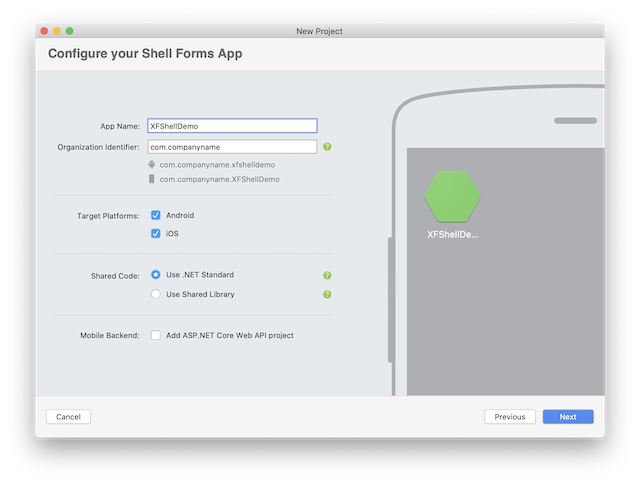 New Project
Configure your Shell Forms App
App Name: XFShellDemo
Organization Identifier: com.companyname
com.companyname.xfshelldemo
com.companyname.XFShellDemo
Target Platforms: Android
iOS
Shared Code: Use .NET Standard
Use Shared Library
Mobile Backend: Add ASP.NET Core Web API project
XFShellDe...
Cancel Previous Next